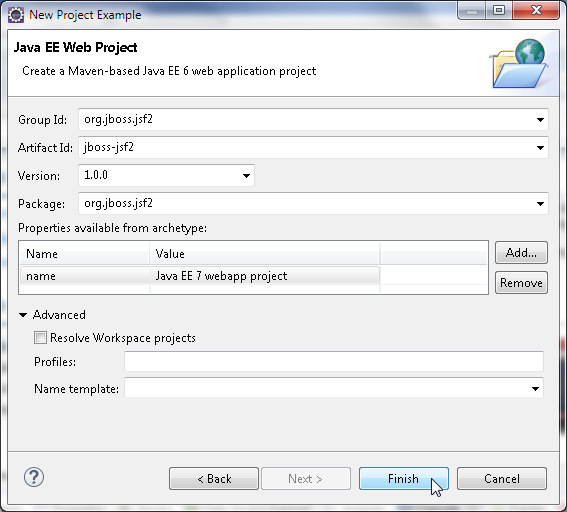 New Project Example
Java EE Web Project
Create a Maven-based Java EE 6 web application project
Group Id: org.jboss.jsf2
Artifact Id: jboss-jsf2
Version: 1.0.0
Package: org.jboss.jsf2
Properties available from archetype:
Name Value
name Java EE 7 webapp project
Add...
Remove
Advanced
Resolve Workspace projects
Profiles:
Name template:
? < Back Next > Finish Cancel